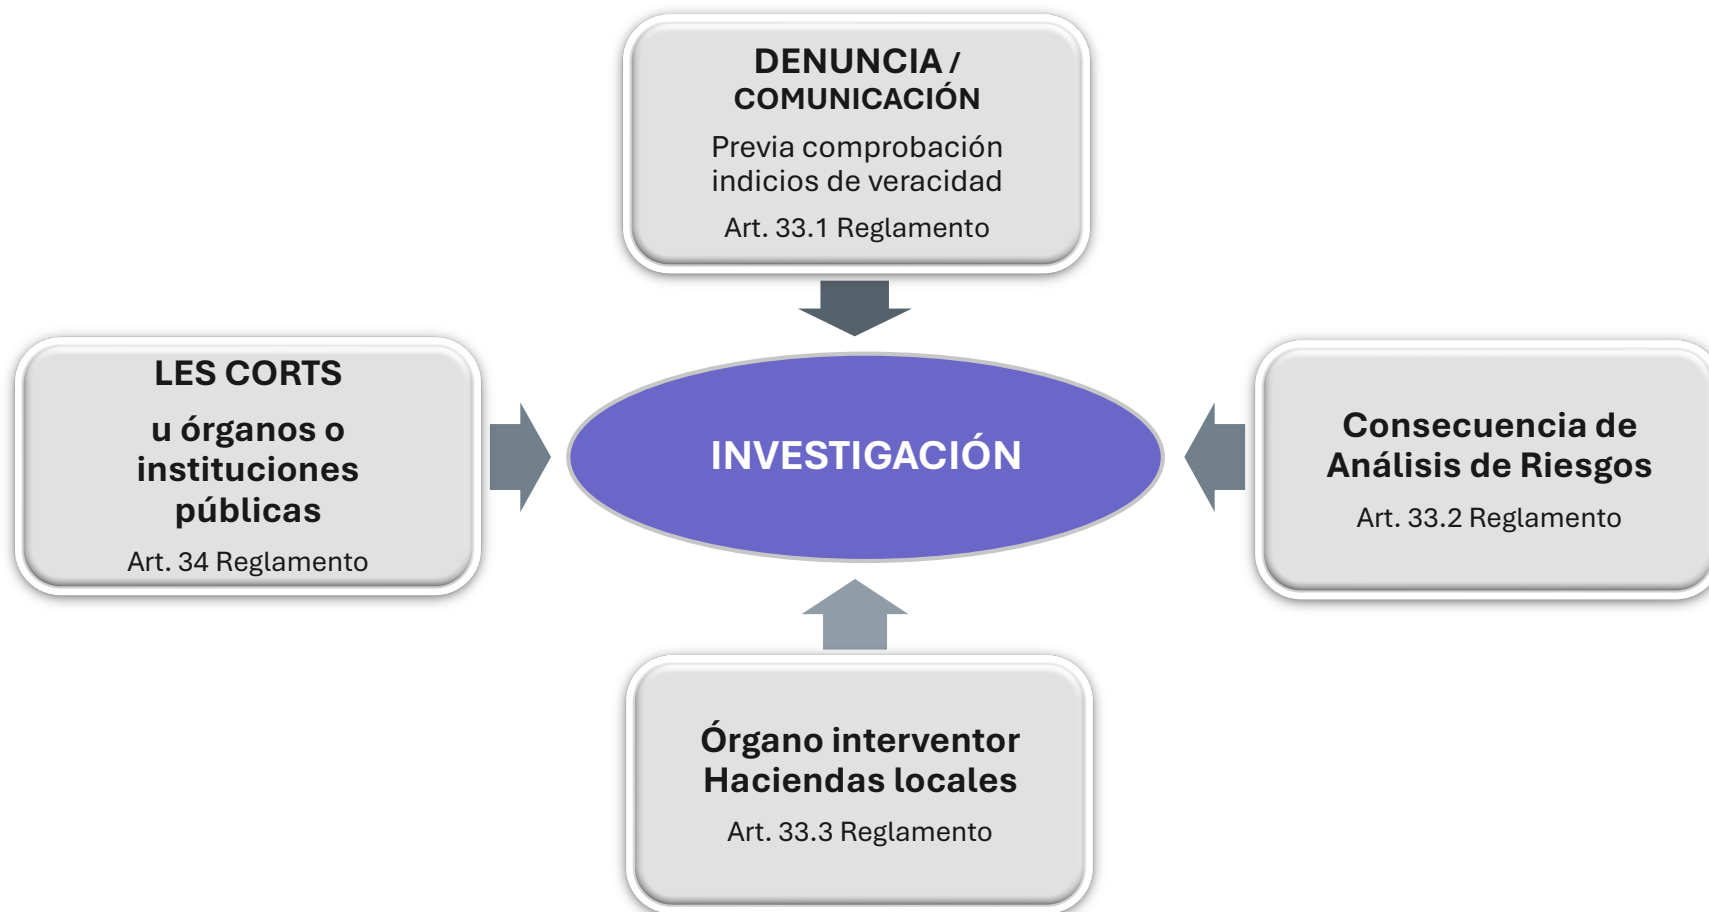 DENUNCIA /
COMUNICACIÓN
Previa comprobación
indicios de veracidad
Art. 33.1 Reglamento
LES CORTS
u órganos o
instituciones
públicas
Art. 34 Reglamento
INVESTIGACIÓN
Consecuencia de
Análisis de Riesgos
Art. 33.2 Reglamento
Órgano interventor
Haciendas locales
Art. 33.3 Reglamento